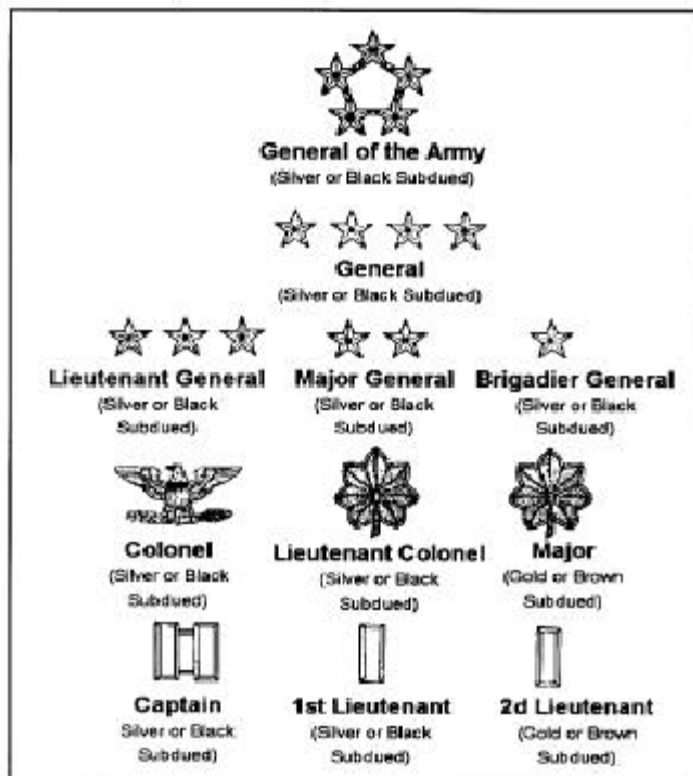 General of the Army
(Silver or Black Subdued)
General
(Silver or Black Subdued)
Lieutenant General
(Silver or Black
Subdued)
Major General
(Silver or Black
Subdued)
Brigadier General
(Silver or Black
Subdued)
Colonel
(Silver or Black
Subdued)
Lieutenant Colonel
(Silver or Black
Subdued)
Major
(Gold or Brown
Subdued)
Captain
Silver or Black
Subdued)
1st Lieutenant
(Silver or Black
Subdued)
2d Lieutenant
(Gold or Brown
Subdued)